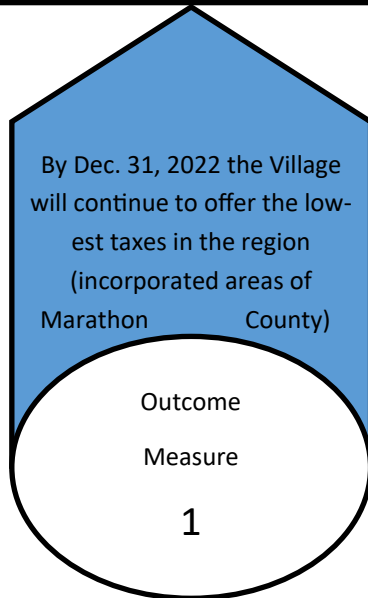 By Dec. 31, 2022 the Village
will continue to offer the low-
est taxes in the region
(incorporated areas of
Marathon County)
Outcome
Measure
1